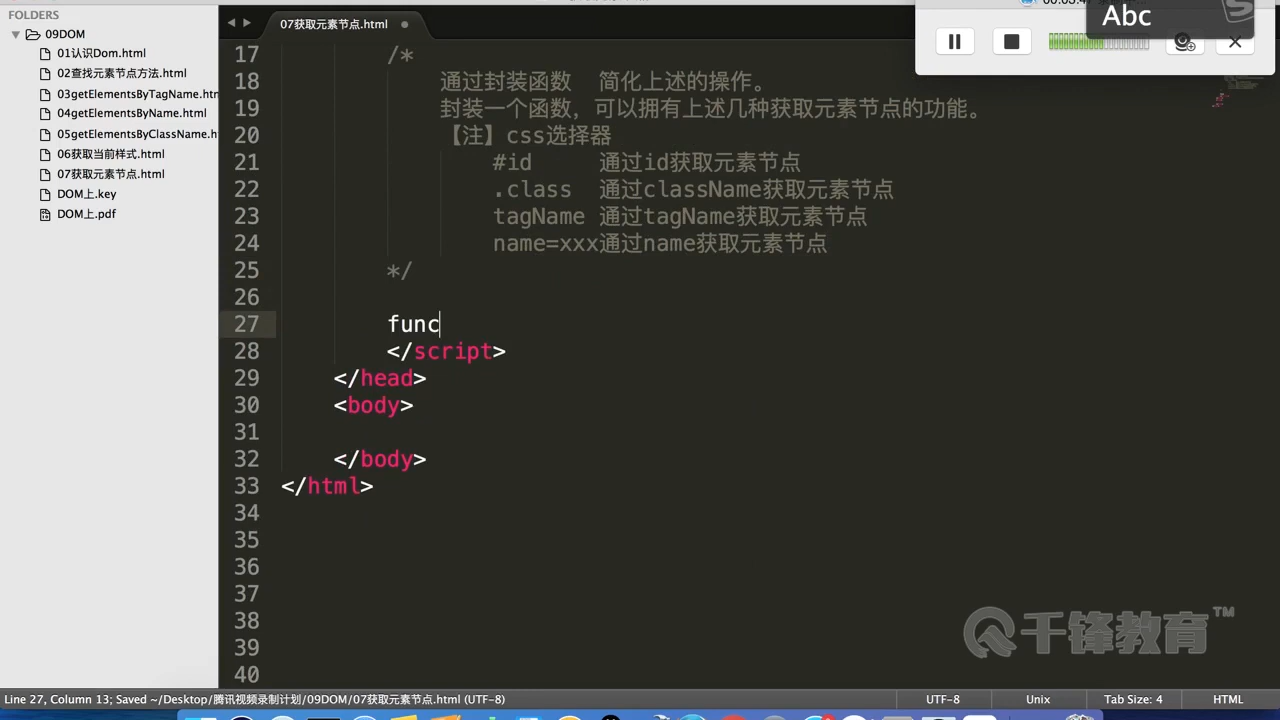 FOLDERS
09DOM
01认识Dom.html
02查找元素节点方法.html
03getElementsByTagName.htm
04getElementsByName.html
05getElementsByClassName.h
06获取当前样式.html
07获取元素节点.html
DOM上.key
DOM上.pdf
07获取元素节点.html
Abc
17 /*
18 通过封装函数 简化上述的操作。
19 封装一个函数，可以拥有上述几种获取元素节点的功能。
20 【注】css选择器
21 #id 通过id获取元素节点
22 .class 通过className获取元素节点
23 tagName 通过tagName获取元素节点
24 name=xxx通过name获取元素节点
25 */
26
27 func
28 </script>
29 </head>
30 <body>
31
32 </body>
33 </html>
34
35
36
37
38
39
40
千锋教育™
Line 27, Column 13; Saved ~/Desktop/腾讯视频录制计划/09DOM/07获取元素节点.html (UTF-8)
UTF-8
Unix
Tab Size: 4
HTML